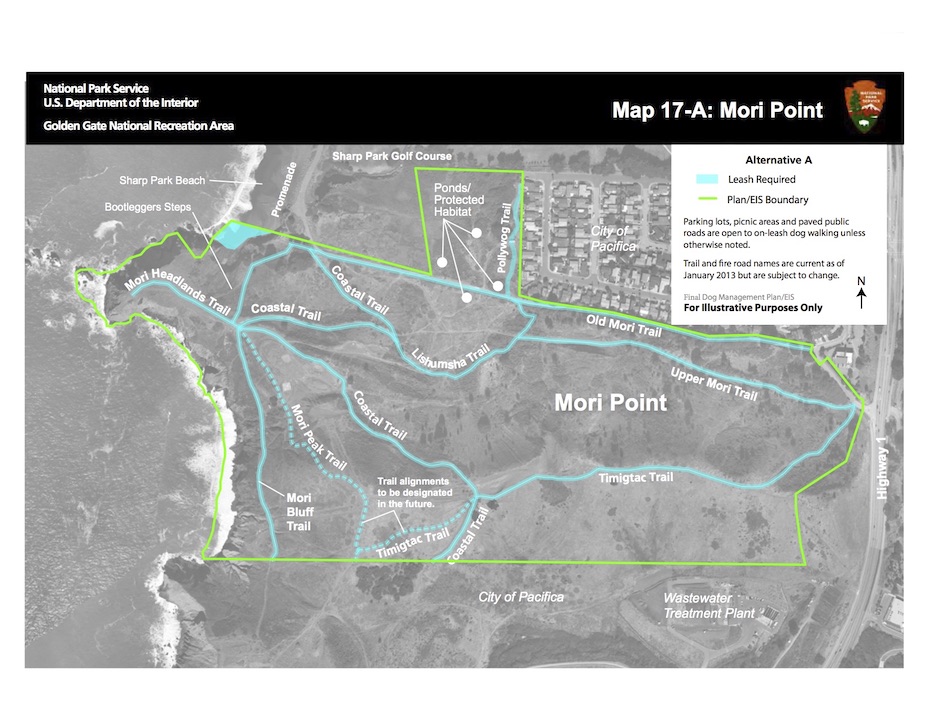 National Park Service
U.S. Department of the Interior
Golden Gate National Recreation Area
Map 17-A: Mori Point
NATIONAL
PARK
SERVICE
Alternative A
Leash Required
Plan/EIS Boundary
Parking lots, picnic areas and paved public
roads are open to on-leash dog walking unless
otherwise noted.
Trail and fire road names are current as of
January 2013 but are subject to change.
Final Dog Management Plan/EIS
For Illustrative Purposes Only
N
Sharp Park Golf Course
Sharp Park Beach
Promenade
Bootleggers Steps
Ponds/
Protected
Habitat
Pollywog Trail
City of
Pacifica
Mori Headlands Trail
Coastal Trail
Coastal Trail
Old Mori Trail
Lishumsha Trail
Upper Mori Trail
Mori Point
Coastal Trail
Mori Peak Trail
Highway 1
Timigtac Trail
Trail alignments
to be designated
in the future.
Mori
Bluff
Trail
Timigtac Trail
Coastal Trail
City of Pacifica
Wastewater
Treatment Plant